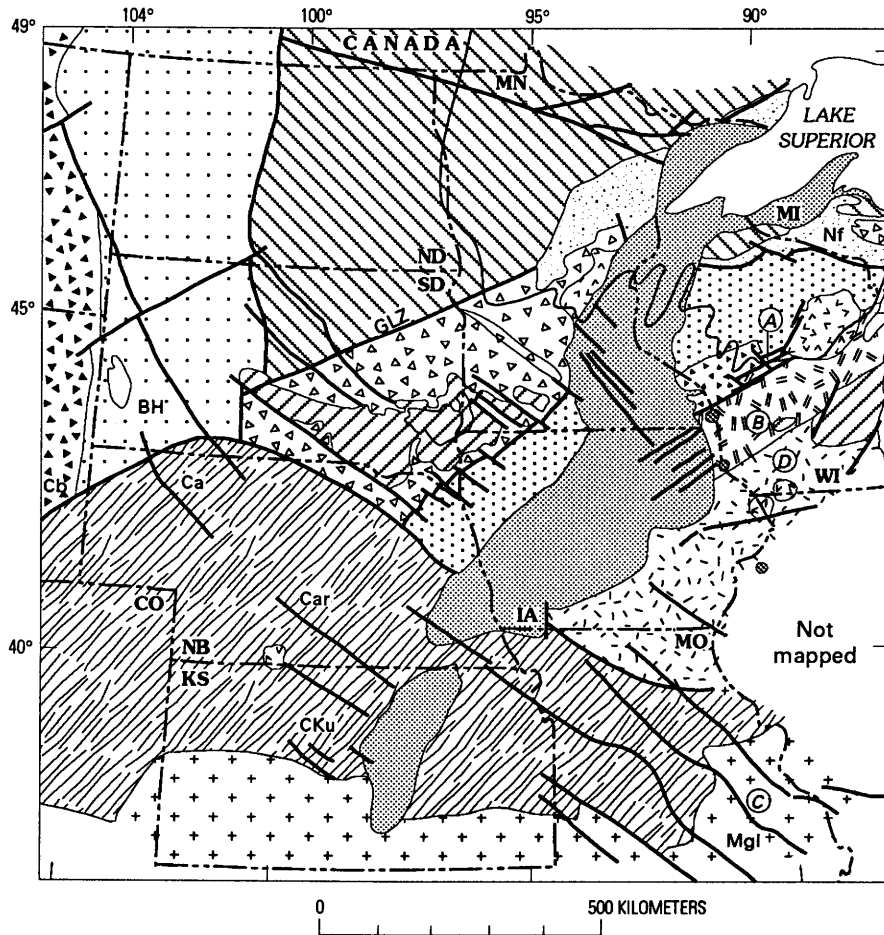 104° 100° 95° 90°
49°
CANADA
MN
LAKE
SUPERIOR
MI
Nf
ND
SD
45°
GLZ
A
BH
B
D
WI
Cb
Ca
CO
Car
IA
MO
Not
mapped
40°
NB
KS
CKu
C
Mgl
0 500 KILOMETERS